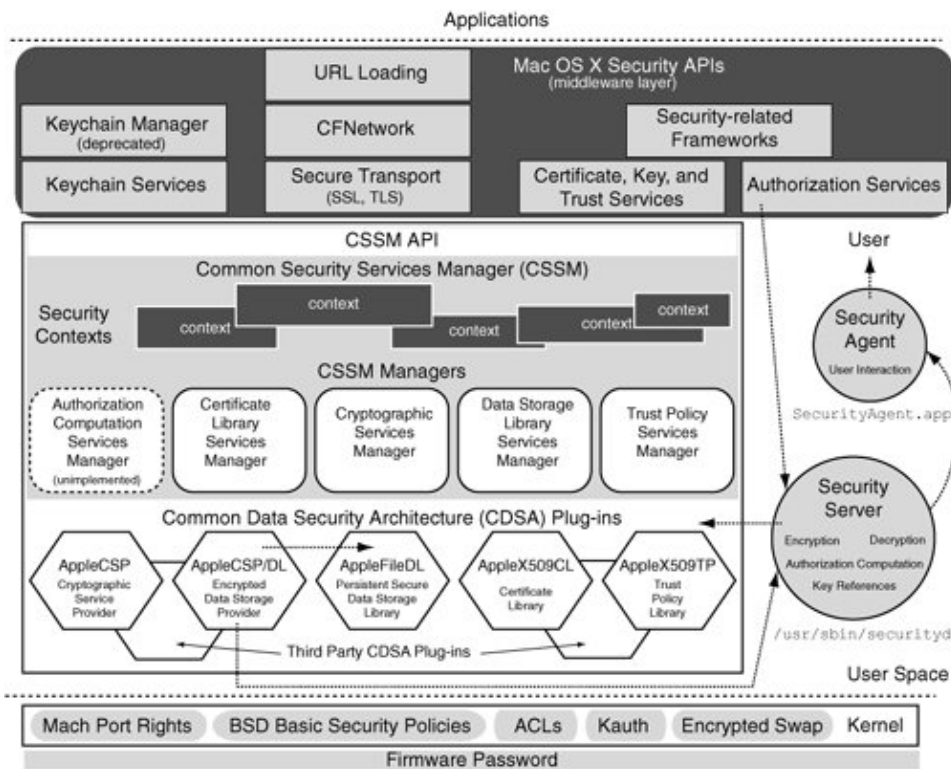 Applications
Mac OS X Security APIs
(middleware layer)
URL Loading
Keychain Manager
(deprecated)
CFNetwork
Security-related
Frameworks
Keychain Services
Secure Transport
(SSL, TLS)
Certificate, Key, and
Trust Services
Authorization Services
CSSM API
Common Security Services Manager (CSSM)
Security
Contexts
context
context
context
context
context
CSSM Managers
Authorization
Computation
Services
Manager
(unimplemented)
Certificate
Library
Services
Manager
Cryptographic
Services
Manager
Data Storage
Library
Services
Manager
Trust Policy
Services
Manager
User
Security
Agent
User Interaction
SecurityAgent.app
Security
Server
Encryption
Decryption
Authorization Computation
Key References
/usr/sbin/securityd
Common Data Security Architecture (CDSA) Plug-ins
AppleCSP
Cryptographic
Service
Provider
AppleCSP/DL
Encrypted
Data Storage
Provider
AppleFileDL
Persistent Secure
Data Storage
Library
AppleX509CL
Certificate
Library
AppleX509TP
Trust
Policy
Library
Third Party CDSA Plug-ins
User Space
Mach Port Rights
BSD Basic Security Policies
ACLs
Kauth
Encrypted Swap
Kernel
Firmware Password